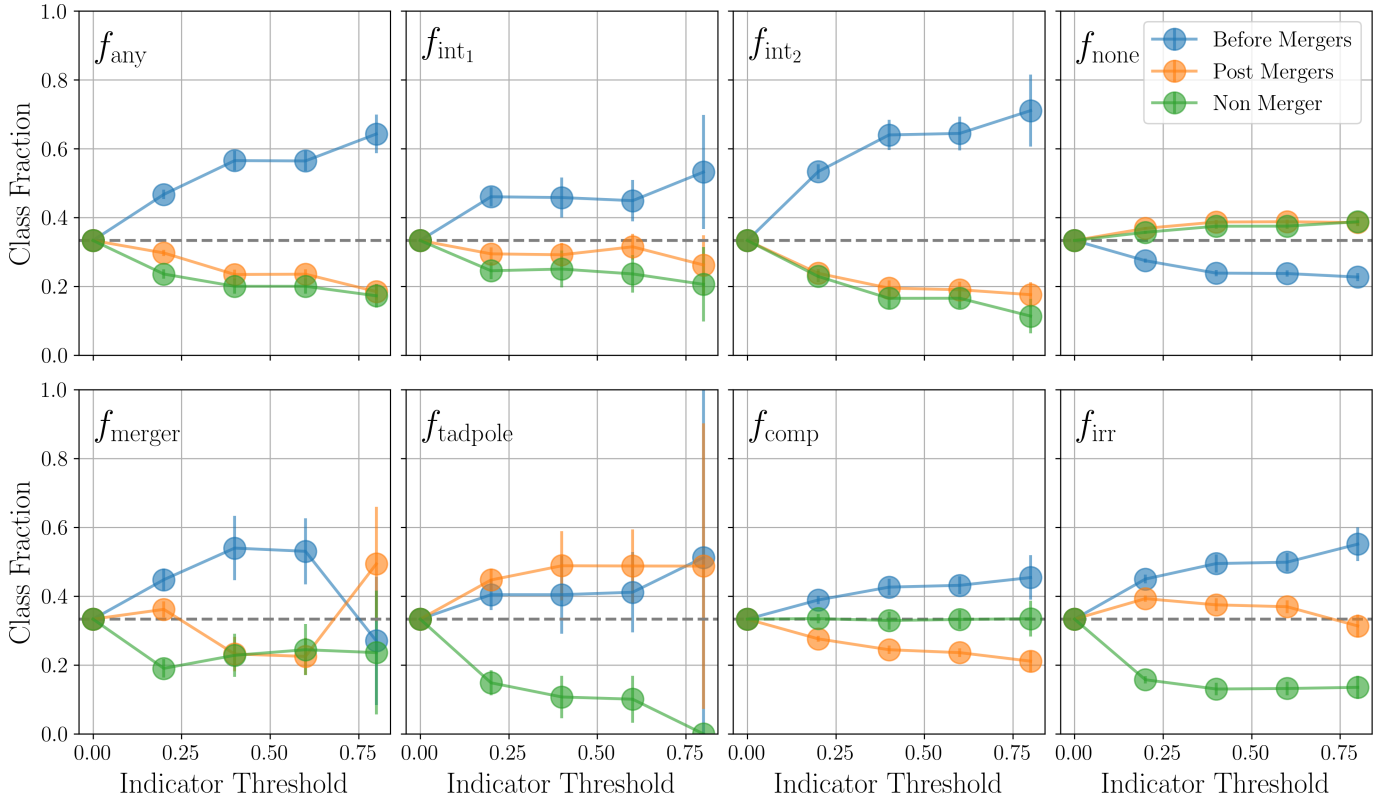 f_any
f_int₁
f_int₂
f_none
Before Mergers
Post Mergers
Non Merger
1.0
0.8
0.6
0.4
0.2
0.0
Class Fraction
f_merger
f_tadpole
f_comp
f_irr
1.0
0.8
0.6
0.4
0.2
0.0
Class Fraction
0.00 0.25 0.50 0.75
0.00 0.25 0.50 0.75
0.00 0.25 0.50 0.75
0.00 0.25 0.50 0.75
Indicator Threshold
Indicator Threshold
Indicator Threshold
Indicator Threshold